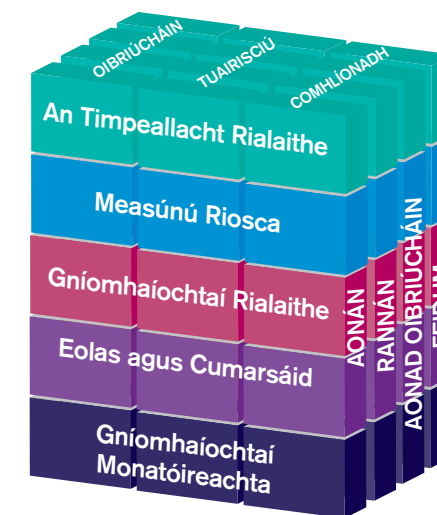 OIBRIÚCHÁIN
TUAIRISCIÚ
COMHLÍONADH
An Timpeallacht Rialaithe
Measúnú Riosca
Gníomhaíochtaí Rialaithe
Eolas agus Cumarsáid
Gníomhaíochtaí
Monatóireachta
AONÁN
RANNÁN
AONAD OIBRIÚCHÁIN